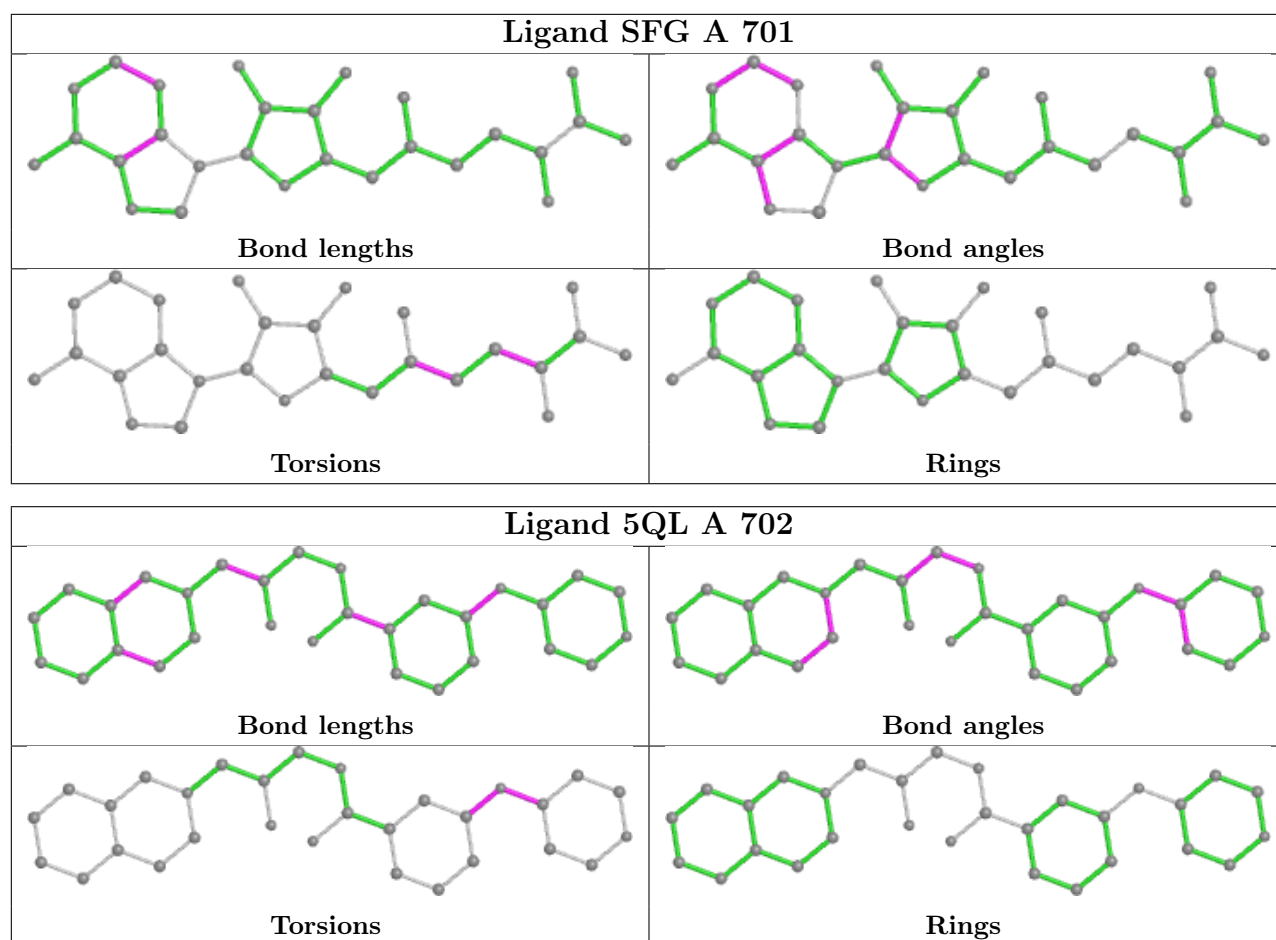 Ligand SFG A 701
Bond lengths
Bond angles
Torsions
Rings
Ligand 5QL A 702
Bond lengths
Bond angles
Torsions
Rings